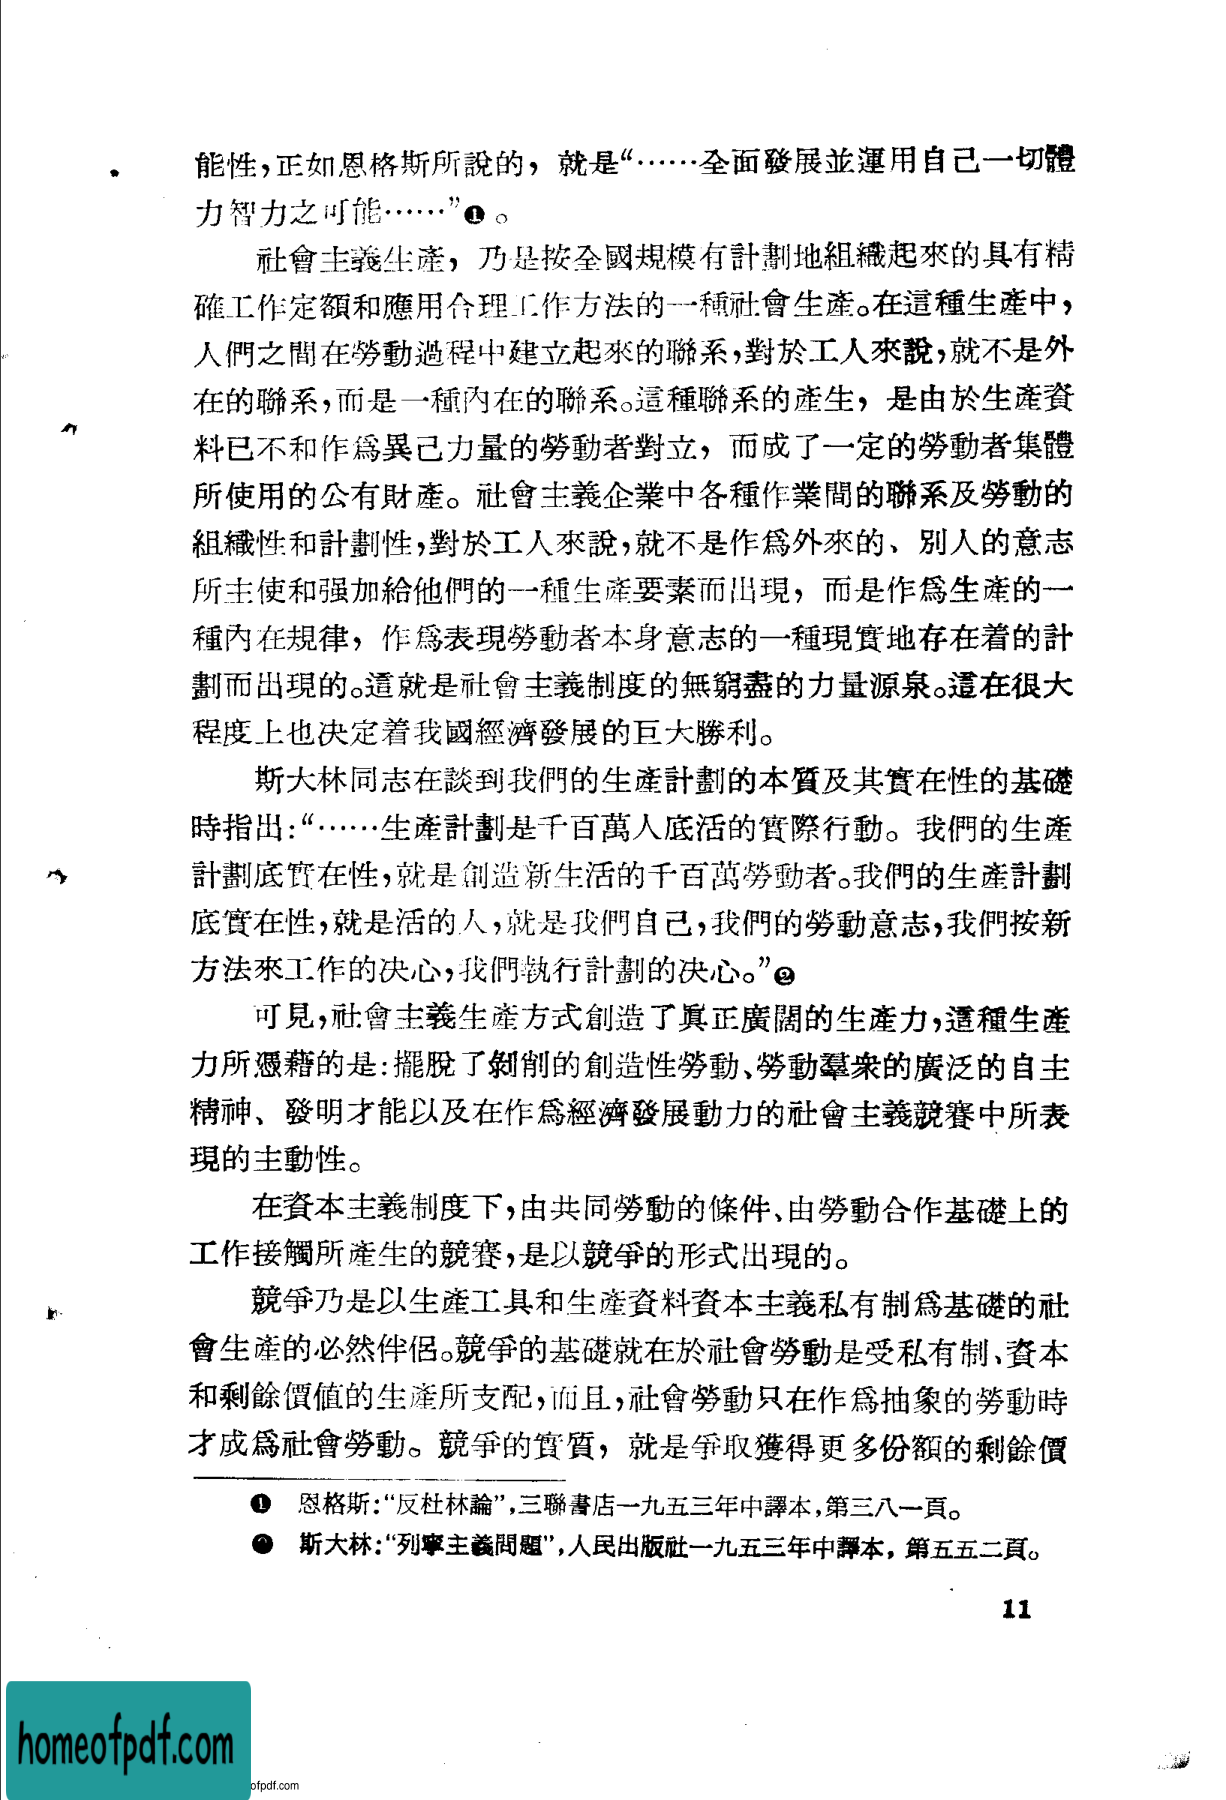 能性，正如恩格斯所說的，就是“……全面發展並運用自己一切體
力智力之可能……”❶。
社會主義生產，乃是按全國規模有計劃地組織起來的具有精
確工作定額和應用合理工作方法的一種社會生產。在這種生產中，
人們之間在勞動過程中建立起來的聯系，對於工人來說，就不是外
在的聯系，而是一種內在的聯系。這種聯系的產生，是由於生產資
料已不和作爲異己力量的勞動者對立，而成了一定的勞動者集體
所使用的公有財產。社會主義企業中各種作業間的聯系及勞動的
組織性和計劃性，對於工人來說，就不是作爲外來的、別人的意志
所主使和强加給他們的一種生產要素而出現，而是作爲生產的一
種內在規律，作爲表現勞動者本身意志的一種現實地存在着的計
劃而出現的。這就是社會主義制度的無窮盡的力量源泉。這在很大
程度上也决定着我國經濟發展的巨大勝利。
斯大林同志在談到我們的生產計劃的本質及其實在性的基礎
時指出：“……生產計劃是千百萬人底活的實際行動。我們的生產
計劃底實在性，就是創造新生活的千百萬勞動者。我們的生產計劃
底實在性，就是活的人，就是我們自己，我們的勞動意志，我們按新
方法來工作的决心，我們執行計劃的决心。”❷
可見，社會主義生產方式創造了眞正廣闊的生產力，這種生產
力所憑藉的是：擺脫了剝削的創造性勞動、勞動羣衆的廣泛的自主
精神、發明才能以及在作爲經濟發展動力的社會主義競賽中所表
現的主動性。
在資本主義制度下，由共同勞動的條件、由勞動合作基礎上的
工作接觸所產生的競賽，是以競爭的形式出現的。
競爭乃是以生產工具和生產資料資本主義私有制爲基礎的社
會生產的必然伴侶。競爭的基礎就在於社會勞動是受私有制、資本
和剩餘價值的生產所支配，而且，社會勞動只在作爲抽象的勞動時
才成爲社會勞動。競爭的實質，就是爭取獲得更多份額的剩餘價
❶ 恩格斯：“反杜林論”，三聯書店一九五三年中譯本，第三八一頁。
❷ 斯大林：“列寧主義問題”，人民出版社一九五三年中譯本，第五五二頁。
11
homeofpdf.com
ofpdf.com